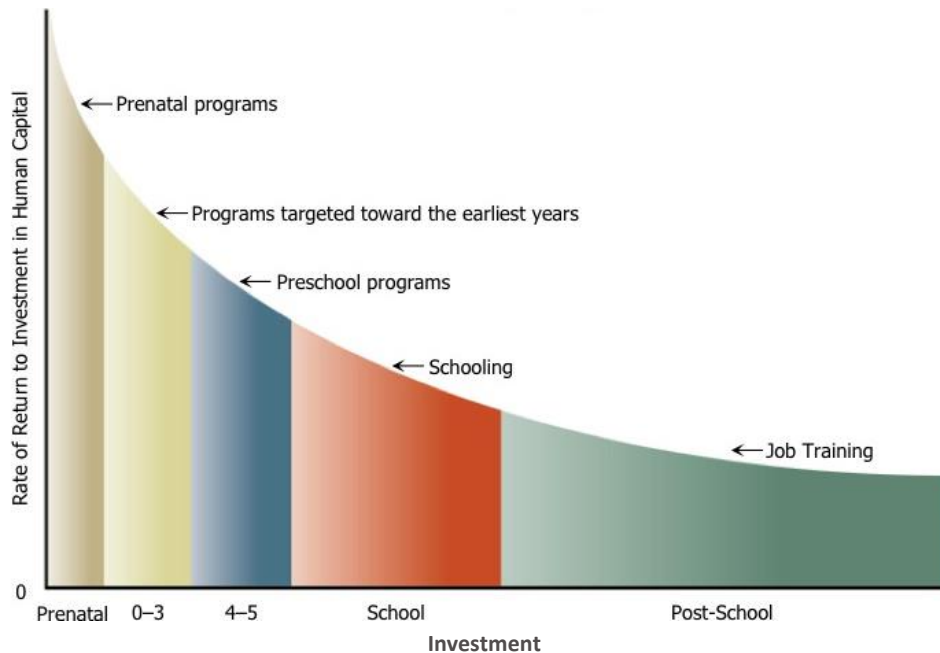 Rate of Return to Investment in Human Capital
Prenatal programs
Programs targeted toward the earliest years
Preschool programs
Schooling
Job Training
0
Prenatal 0–3 4–5 School Post-School
Investment